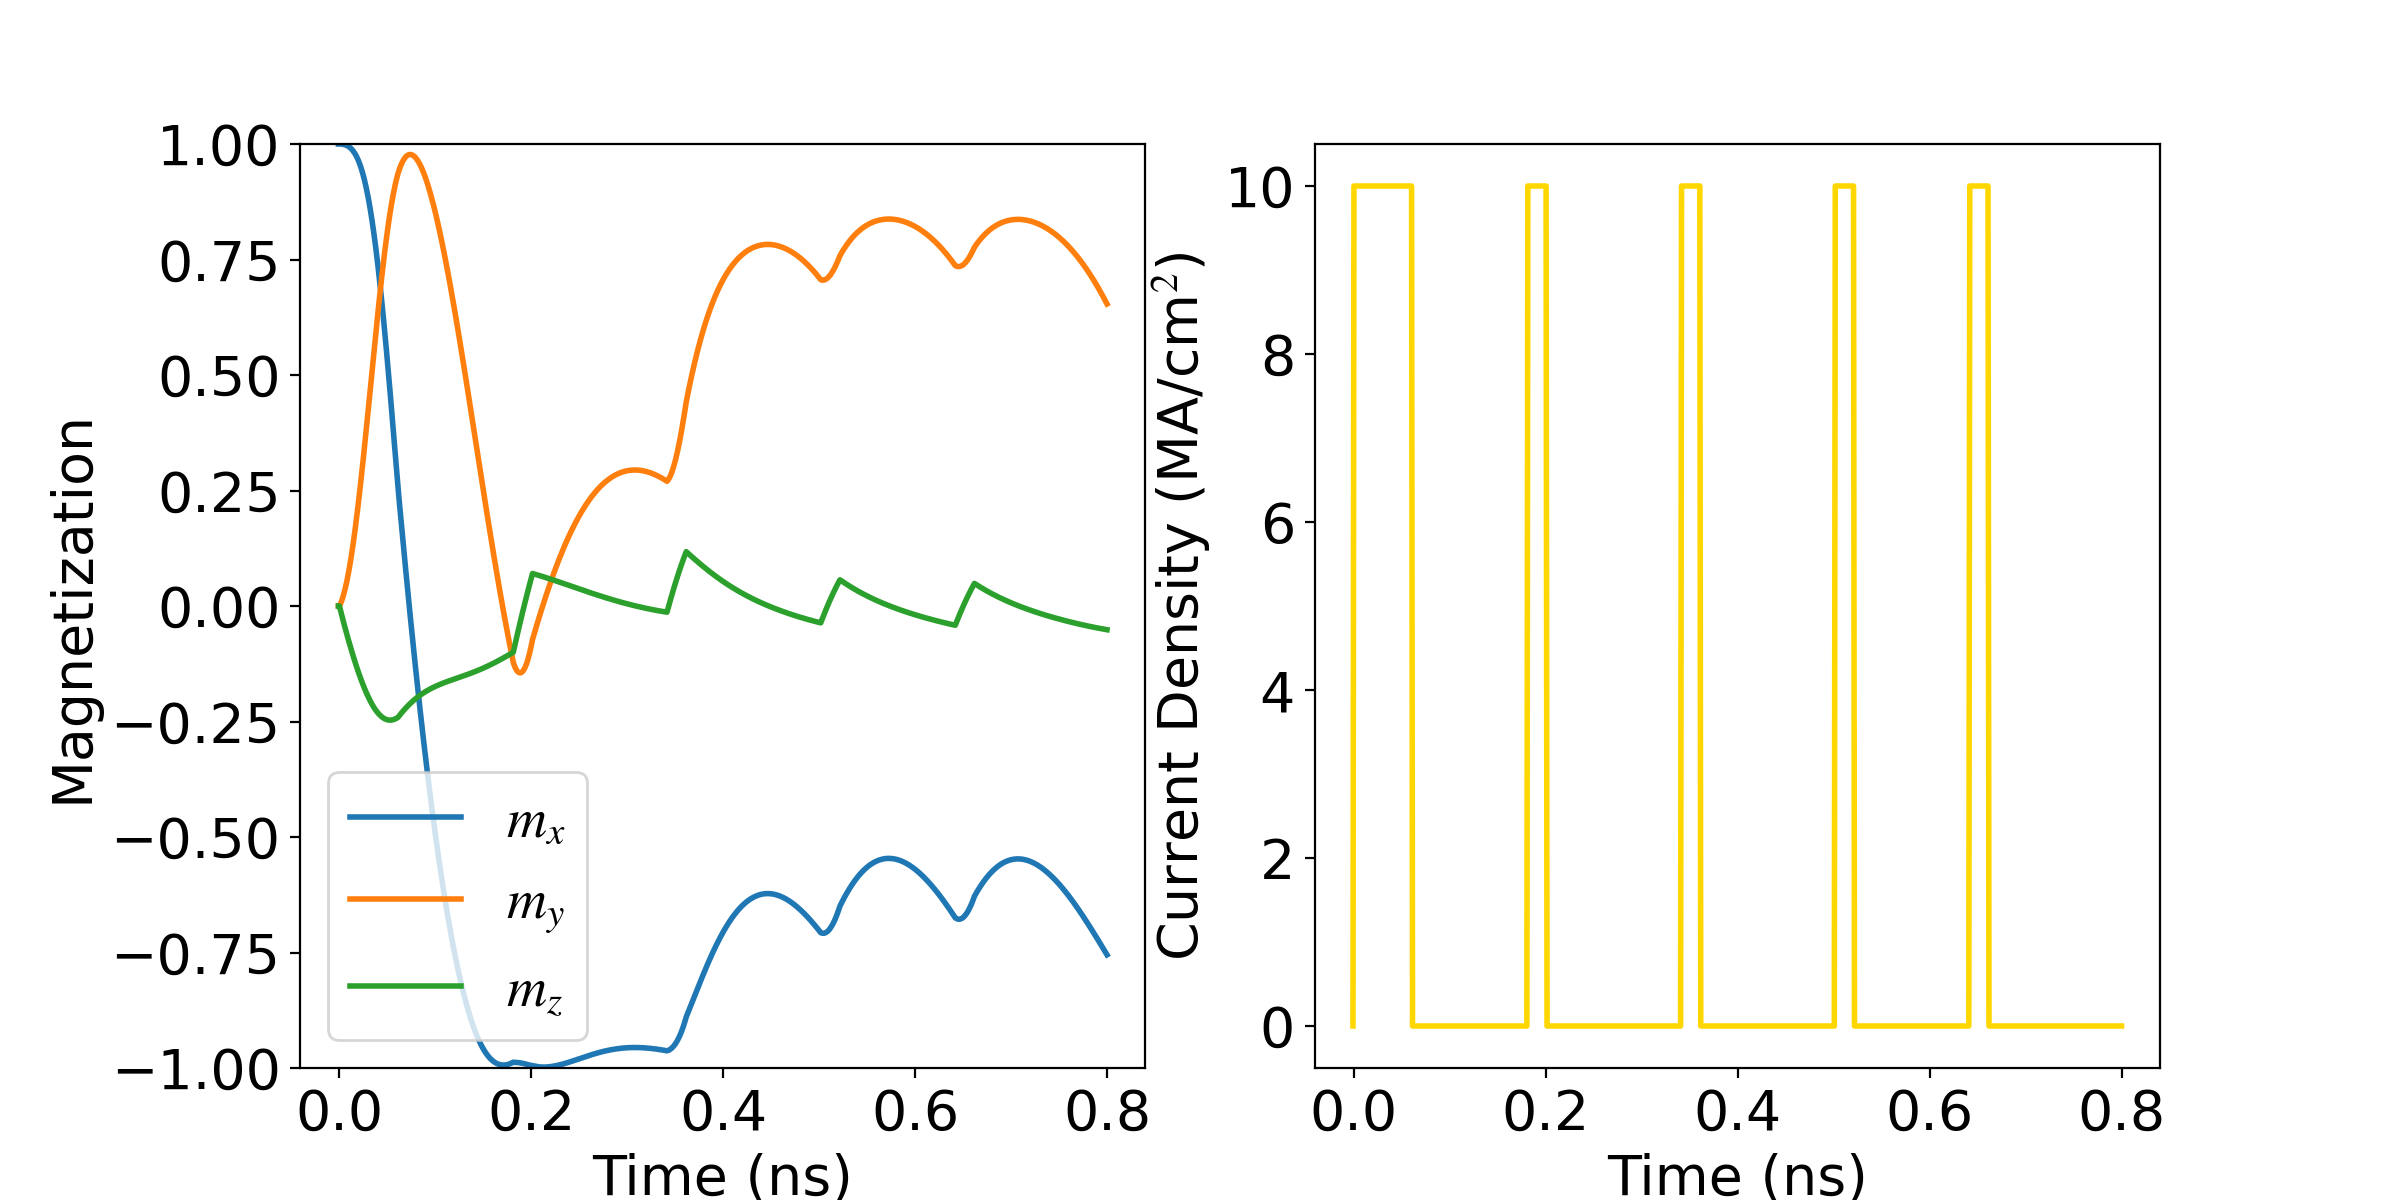 Magnetization
1.00
0.75
0.50
0.25
0.00
−0.25
−0.50
−0.75
−1.00
m_x
m_y
m_z
0.0 0.2 0.4 0.6 0.8
Time (ns)
Current Density (MA/cm²)
10
8
6
4
2
0
0.0 0.2 0.4 0.6 0.8
Time (ns)